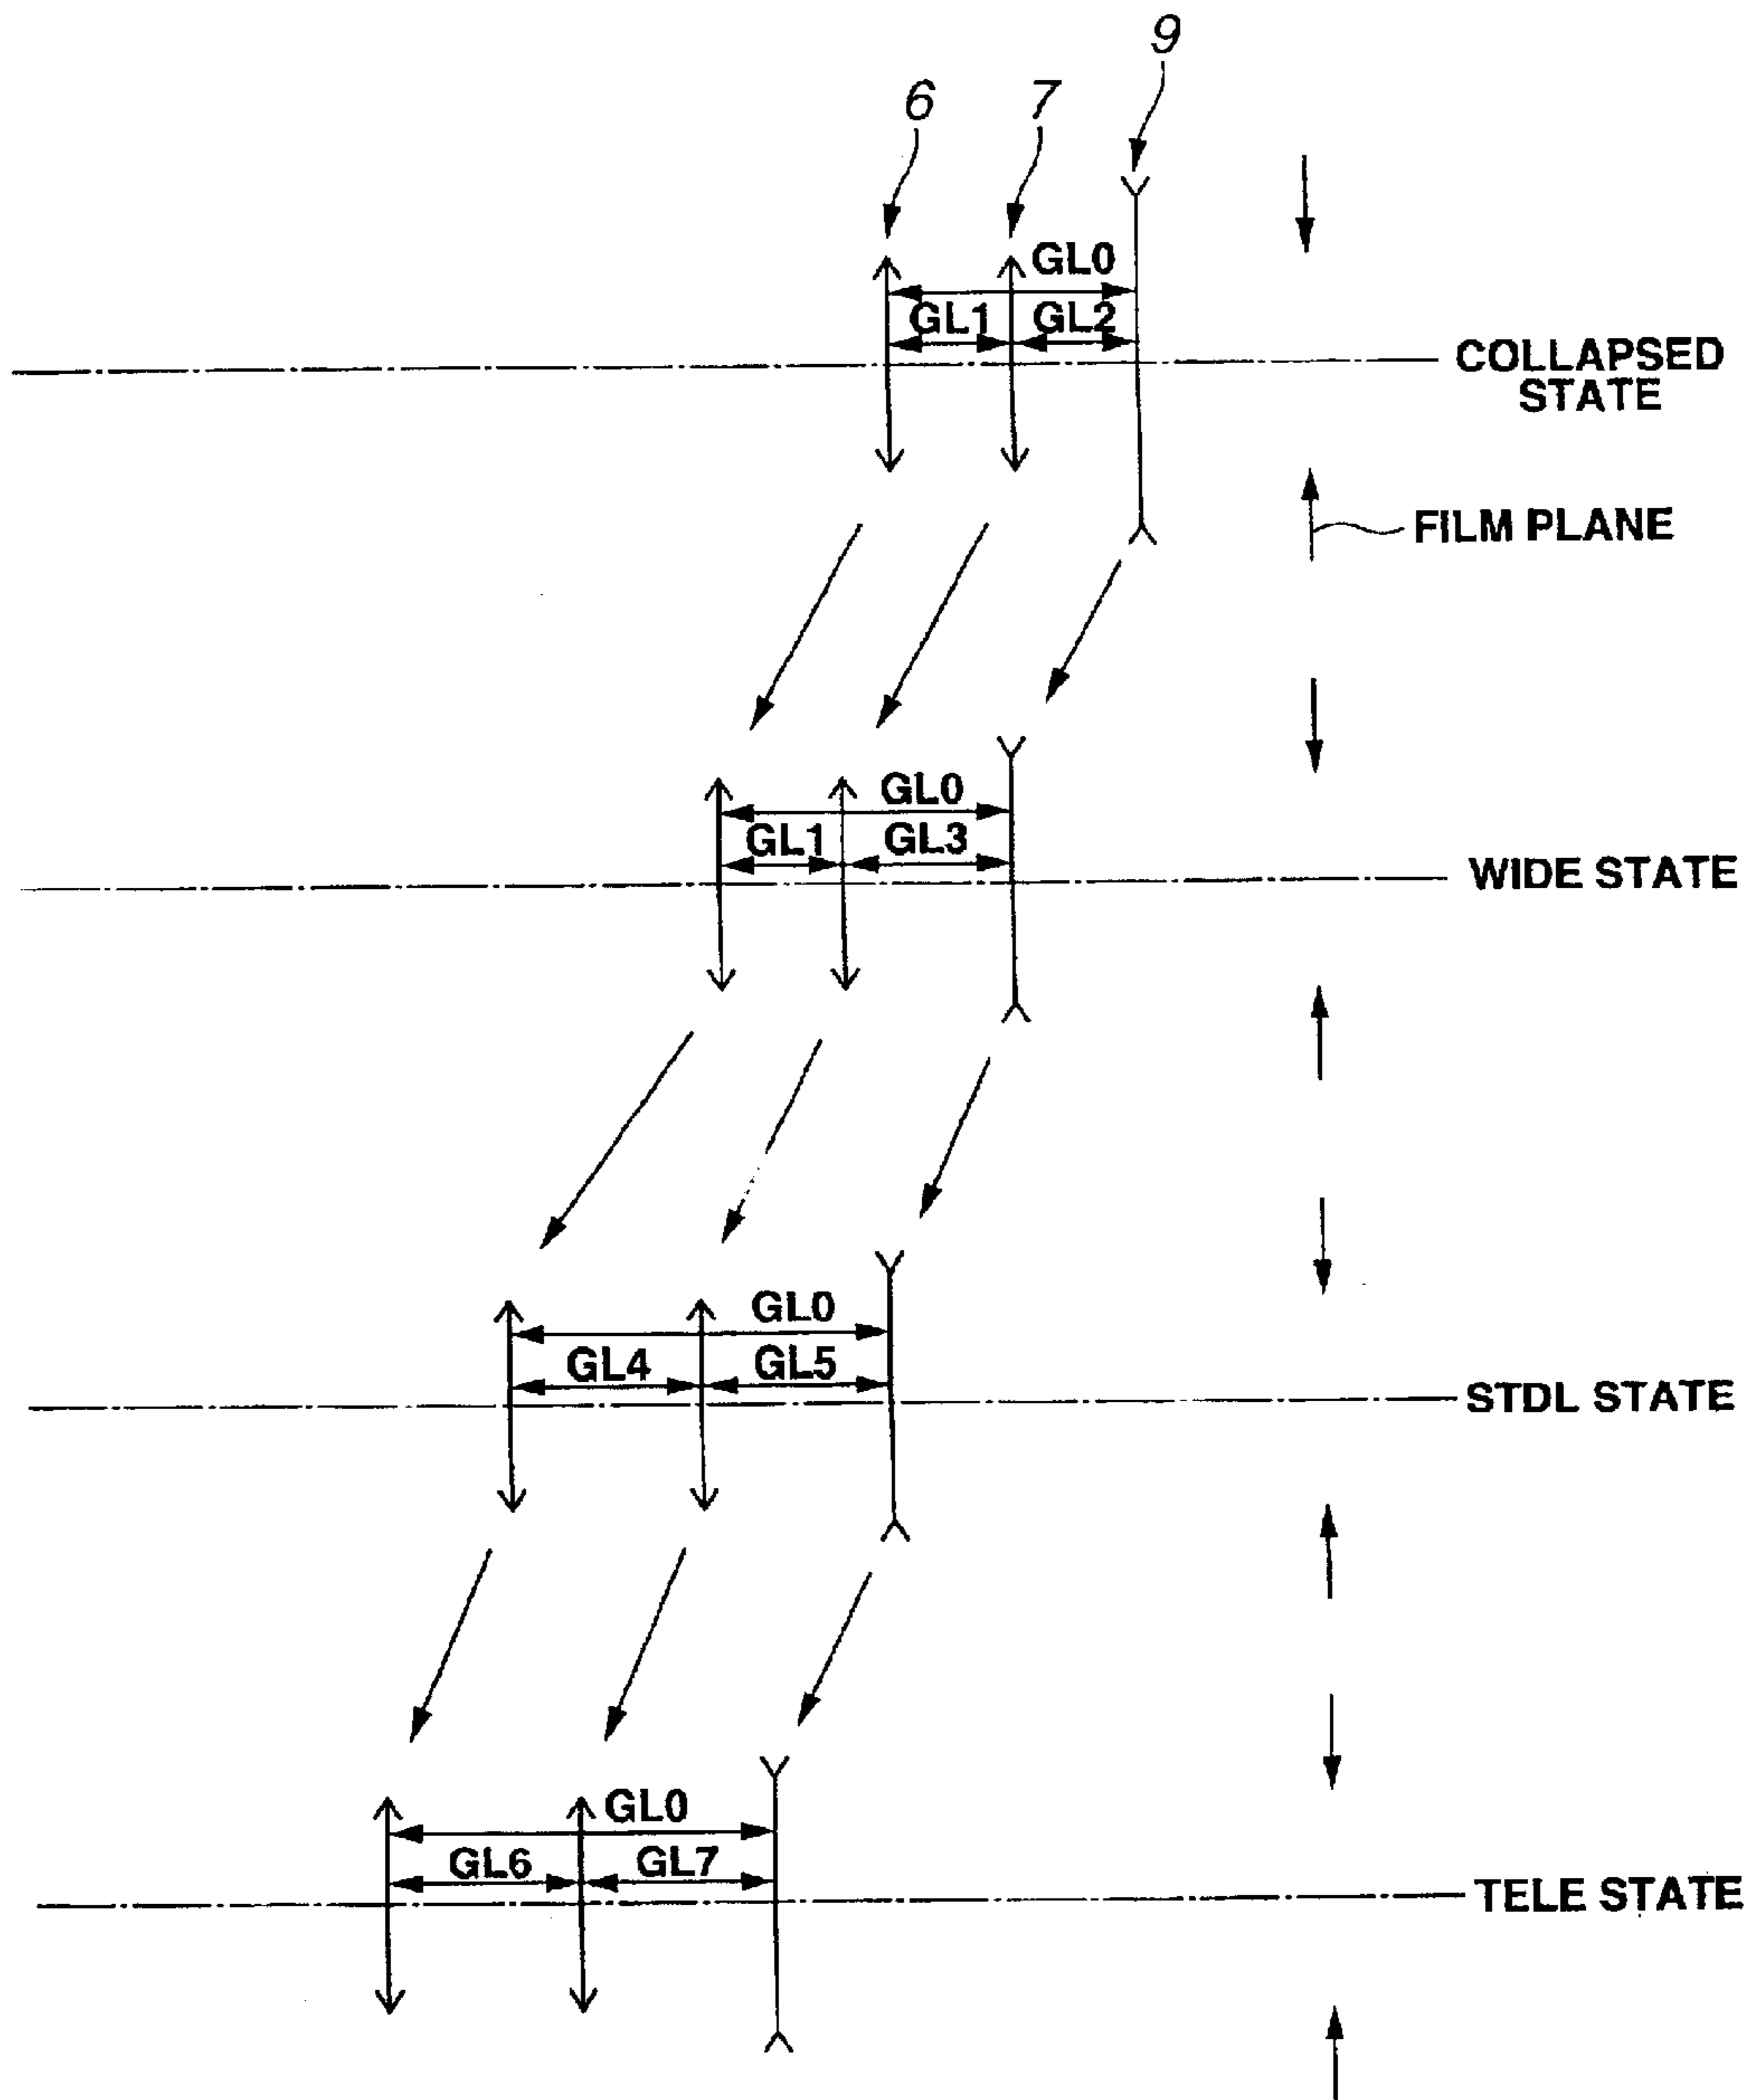 9
6
7
GL0
GL1
GL2
COLLAPSED
STATE
FILM PLANE
GL0
GL1
GL3
WIDE STATE
GL0
GL4
GL5
STDL STATE
GL0
GL6
GL7
TELE STATE